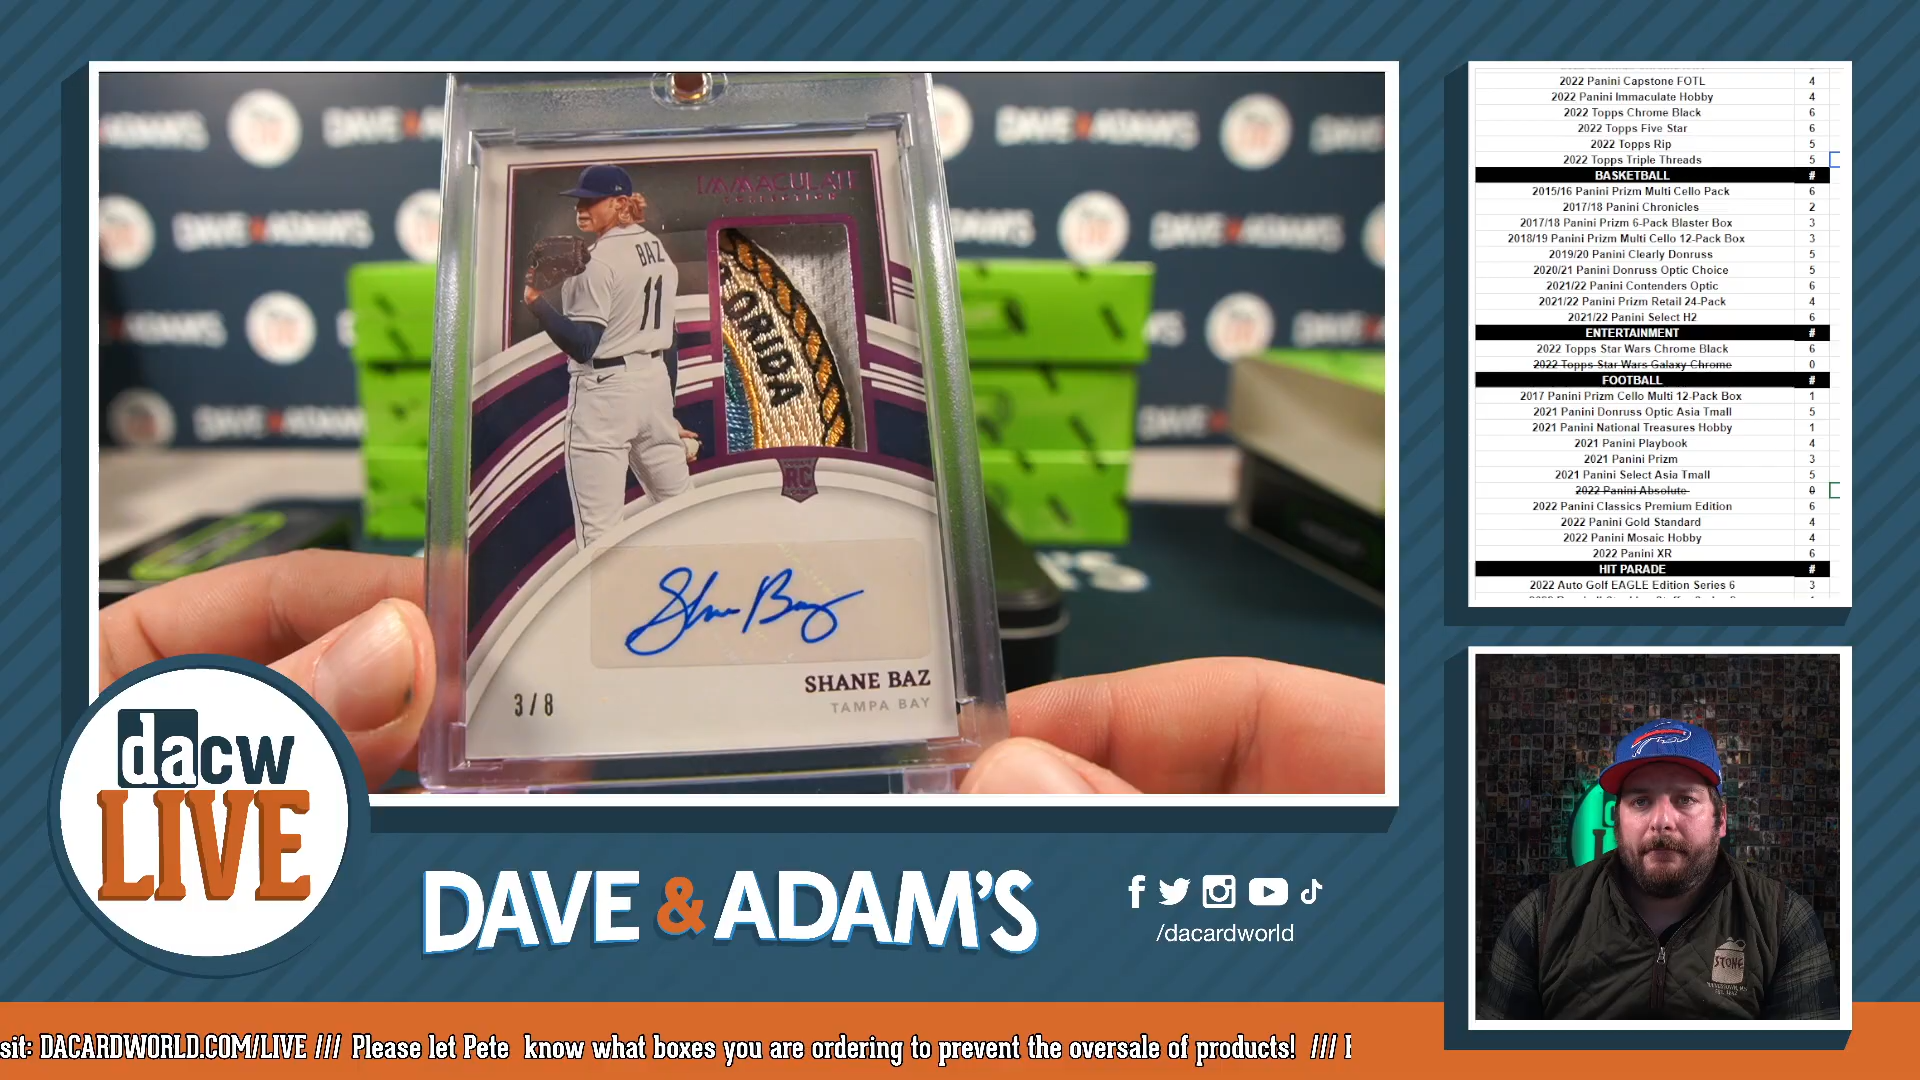 DAVE & ADAM'S
IMMACULATE
COLLECTION
BAZ
11
ORIDA
RC
Shane Baz
SHANE BAZ
TAMPA BAY
3/8
2022 Panini Capstone FOTL 4
2022 Panini Immaculate Hobby 4
2022 Topps Chrome Black 6
2022 Topps Five Star 6
2022 Topps Rip 5
2022 Topps Triple Threads 5
BASKETBALL #
2015/16 Panini Prizm Multi Cello Pack 6
2017/18 Panini Chronicles 2
2017/18 Panini Prizm 6-Pack Blaster Box 3
2018/19 Panini Prizm Multi Cello 12-Pack Box 3
2019/20 Panini Clearly Donruss 5
2020/21 Panini Donruss Optic Choice 5
2021/22 Panini Contenders Optic 6
2021/22 Panini Prizm Retail 24-Pack 4
2021/22 Panini Select H2 6
ENTERTAINMENT #
2022 Topps Star Wars Chrome Black 6
2022 Topps Star Wars Galaxy Chrome 0
FOOTBALL #
2017 Panini Prizm Cello Multi 12-Pack Box 1
2021 Panini Donruss Optic Asia Tmall 5
2021 Panini National Treasures Hobby 1
2021 Panini Playbook 4
2021 Panini Prizm 3
2021 Panini Select Asia Tmall 5
2022 Panini Absolute 0
2022 Panini Classics Premium Edition 6
2022 Panini Gold Standard 4
2022 Panini Mosaic Hobby 4
2022 Panini XR 6
HIT PARADE #
2022 Auto Golf EAGLE Edition Series 6 3
STONE
dacw
LIVE
DAVE & ADAM'S
/dacardworld
sit: DACARDWORLD.COM/LIVE /// Please let Pete know what boxes you are ordering to prevent the oversale of products! ///